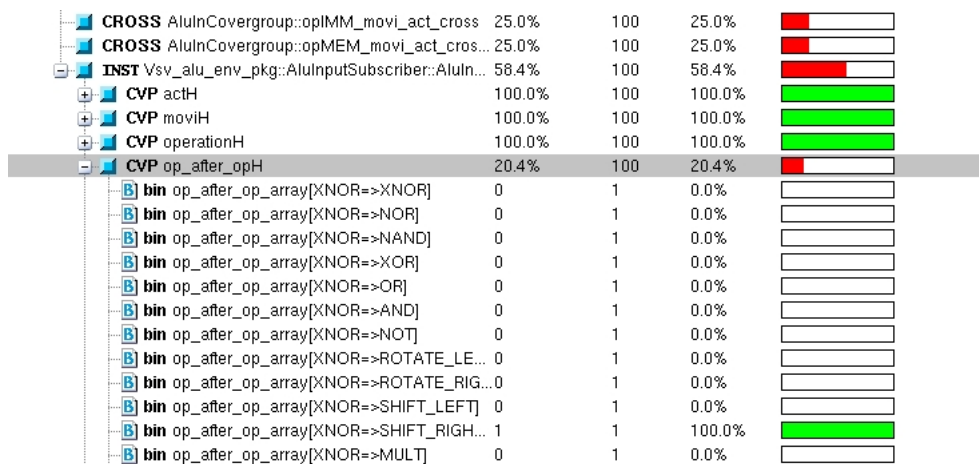 CROSS AluInCovergroup::opIMM_movi_act_cross 25.0% 100 25.0%
CROSS AluInCovergroup::opMEM_movi_act_cros... 25.0% 100 25.0%
INST Vsv_alu_env_pkg::AluInputSubscriber::AluIn... 58.4% 100 58.4%
CVP actH 100.0% 100 100.0%
CVP moviH 100.0% 100 100.0%
CVP operationH 100.0% 100 100.0%
CVP op_after_opH 20.4% 100 20.4%
B bin op_after_op_array[XNOR=>XNOR] 0 1 0.0%
B bin op_after_op_array[XNOR=>NOR] 0 1 0.0%
B bin op_after_op_array[XNOR=>NAND] 0 1 0.0%
B bin op_after_op_array[XNOR=>XOR] 0 1 0.0%
B bin op_after_op_array[XNOR=>OR] 0 1 0.0%
B bin op_after_op_array[XNOR=>AND] 0 1 0.0%
B bin op_after_op_array[XNOR=>NOT] 0 1 0.0%
B bin op_after_op_array[XNOR=>ROTATE_LE... 0 1 0.0%
B bin op_after_op_array[XNOR=>ROTATE_RIG... 0 1 0.0%
B bin op_after_op_array[XNOR=>SHIFT_LEFT] 0 1 0.0%
B bin op_after_op_array[XNOR=>SHIFT_RIGH... 1 1 100.0%
B bin op_after_op_array[XNOR=>MULT] 0 1 0.0%